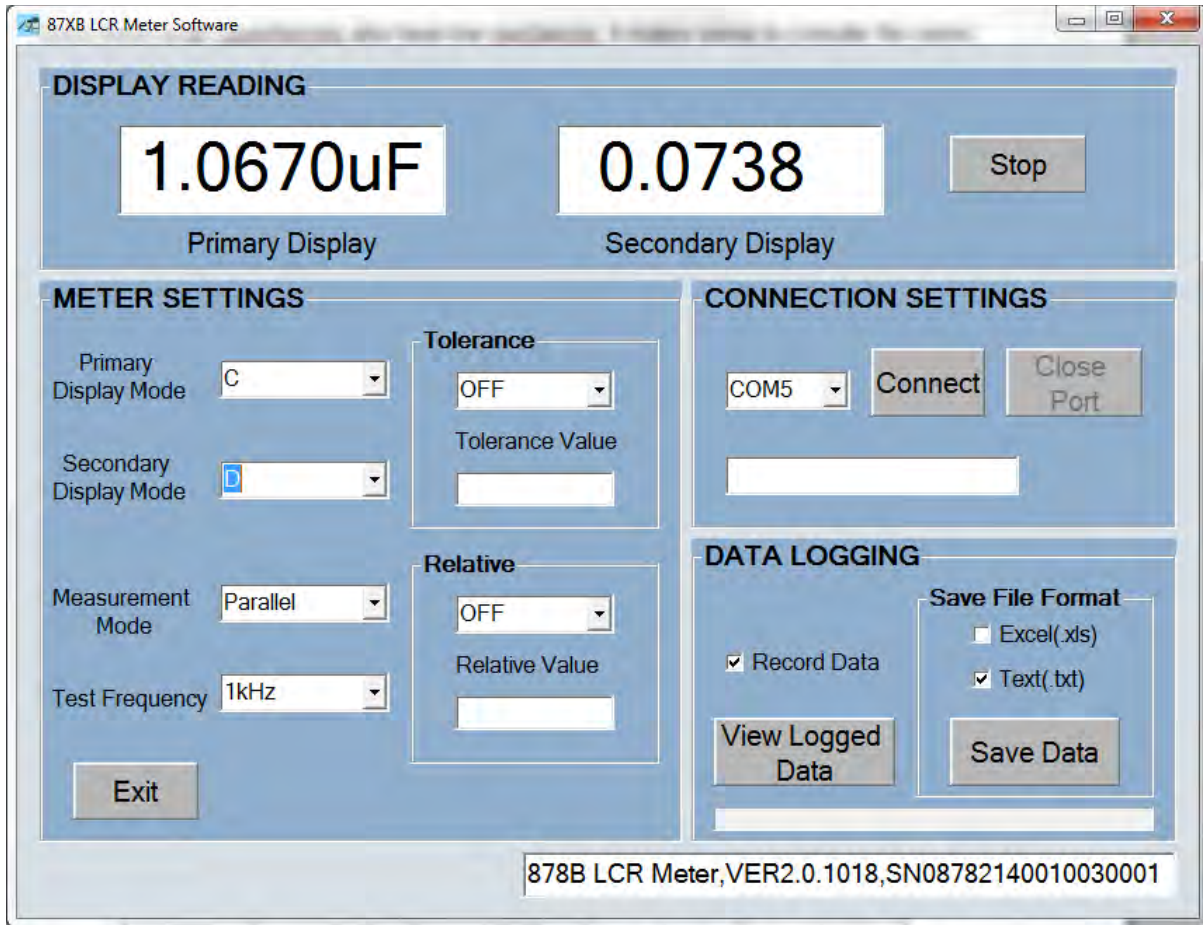 87XB LCR Meter Software
DISPLAY READING
1.0670uF
0.0738
Stop
Primary Display
Secondary Display
METER SETTINGS
Primary
Display Mode
C
Secondary
Display Mode
D
Measurement
Mode
Parallel
Test Frequency
1kHz
Exit
Tolerance
OFF
Tolerance Value
Relative
OFF
Relative Value
CONNECTION SETTINGS
COM5
Connect
Close
Port
DATA LOGGING
Record Data
Save File Format
Excel(.xls)
Text(.txt)
View Logged
Data
Save Data
878B LCR Meter,VER2.0.1018,SN08782140010030001